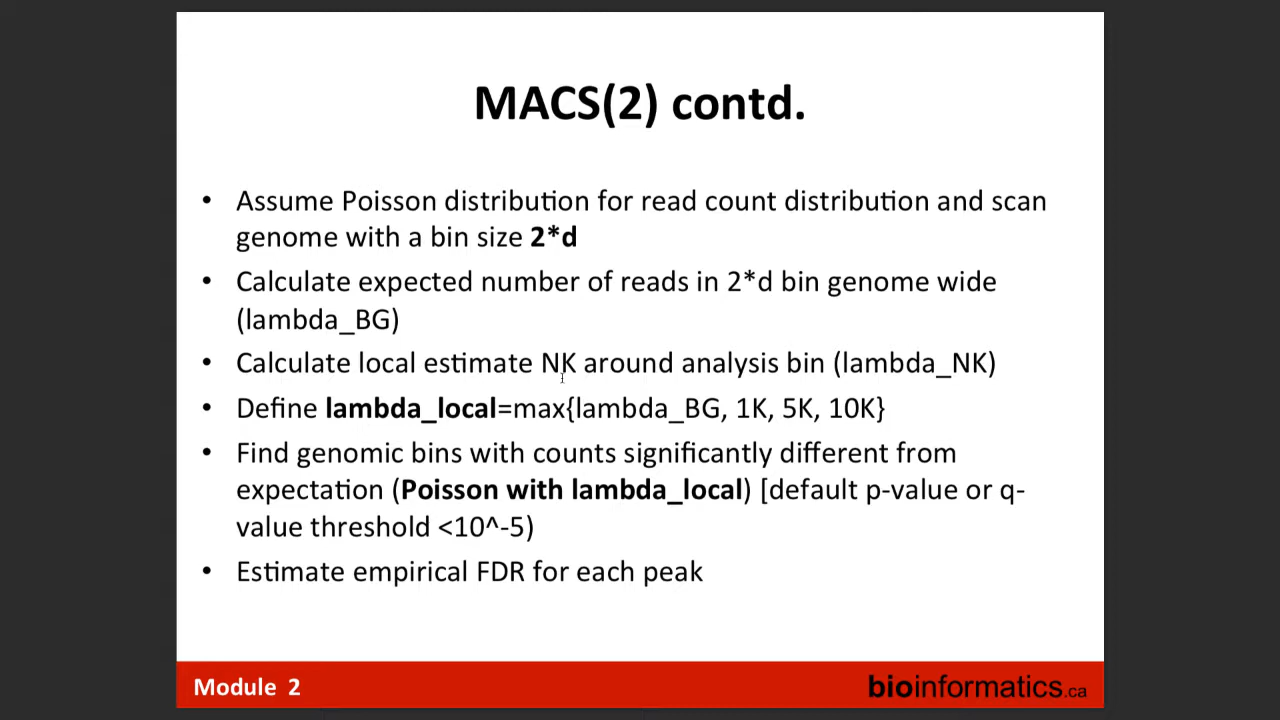 MACS(2) contd.
• Assume Poisson distribution for read count distribution and scan
genome with a bin size 2*d
• Calculate expected number of reads in 2*d bin genome wide
(lambda_BG)
• Calculate local estimate NK around analysis bin (lambda_NK)
• Define lambda_local=max{lambda_BG, 1K, 5K, 10K}
• Find genomic bins with counts significantly different from
expectation (Poisson with lambda_local) [default p-value or q-
value threshold <10^-5)
• Estimate empirical FDR for each peak
Module 2
bioinformatics.ca